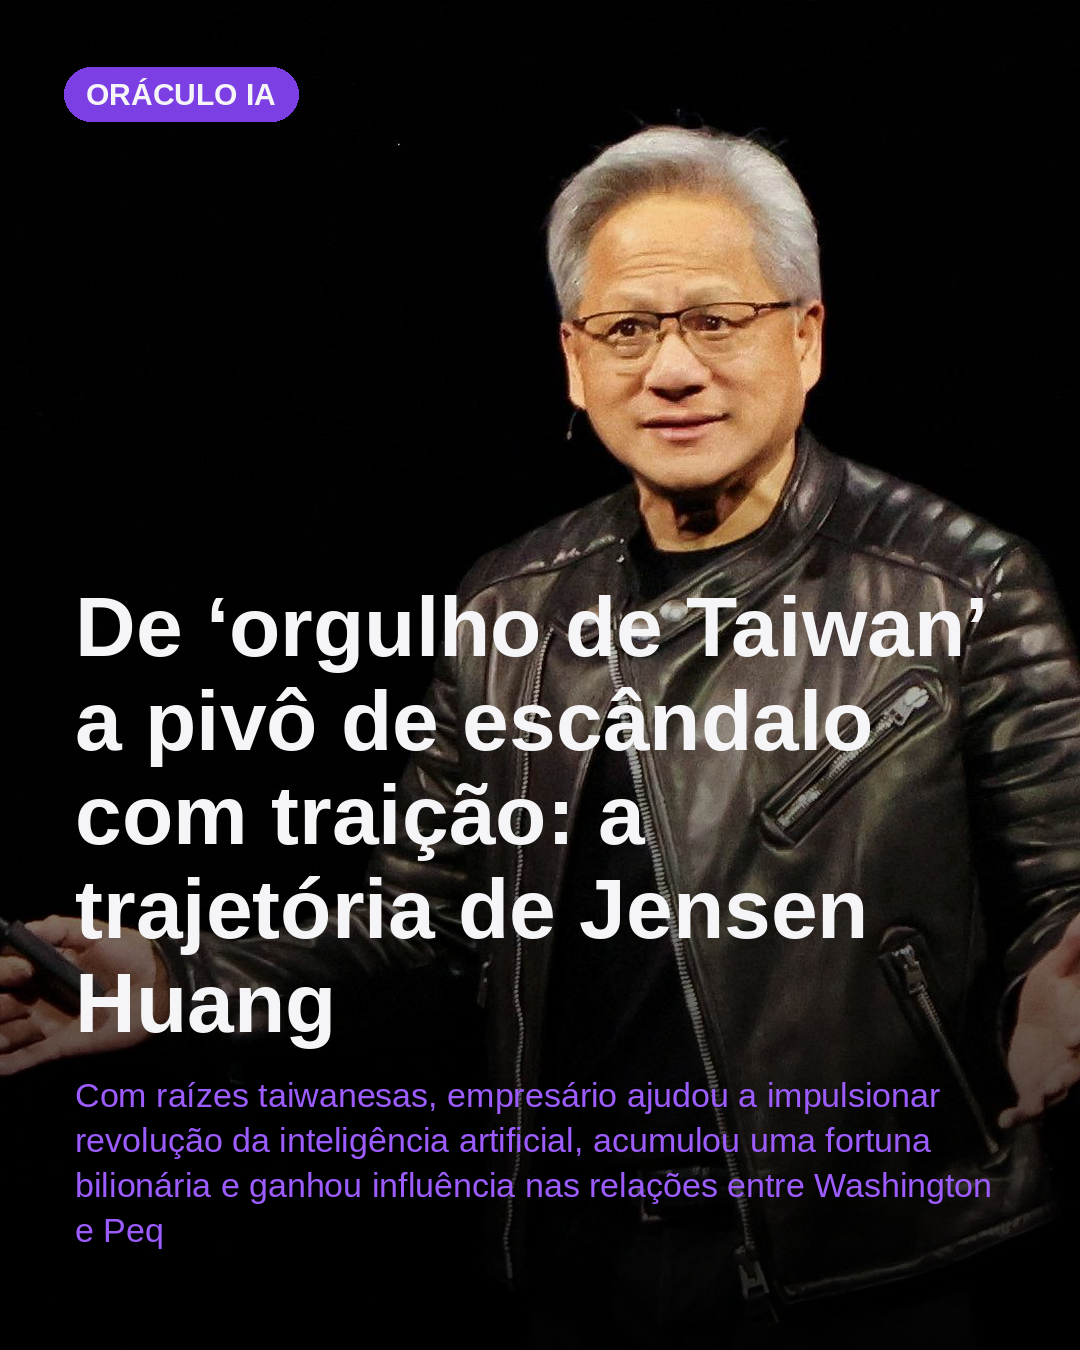 ORÁCULO IA
De ‘orgulho de Taiwan’
a pivô de escândalo
com traição: a
trajetória de Jensen
Huang
Com raízes taiwanesas, empresário ajudou a impulsionar
revolução da inteligência artificial, acumulou uma fortuna
bilionária e ganhou influência nas relações entre Washington
e Peq